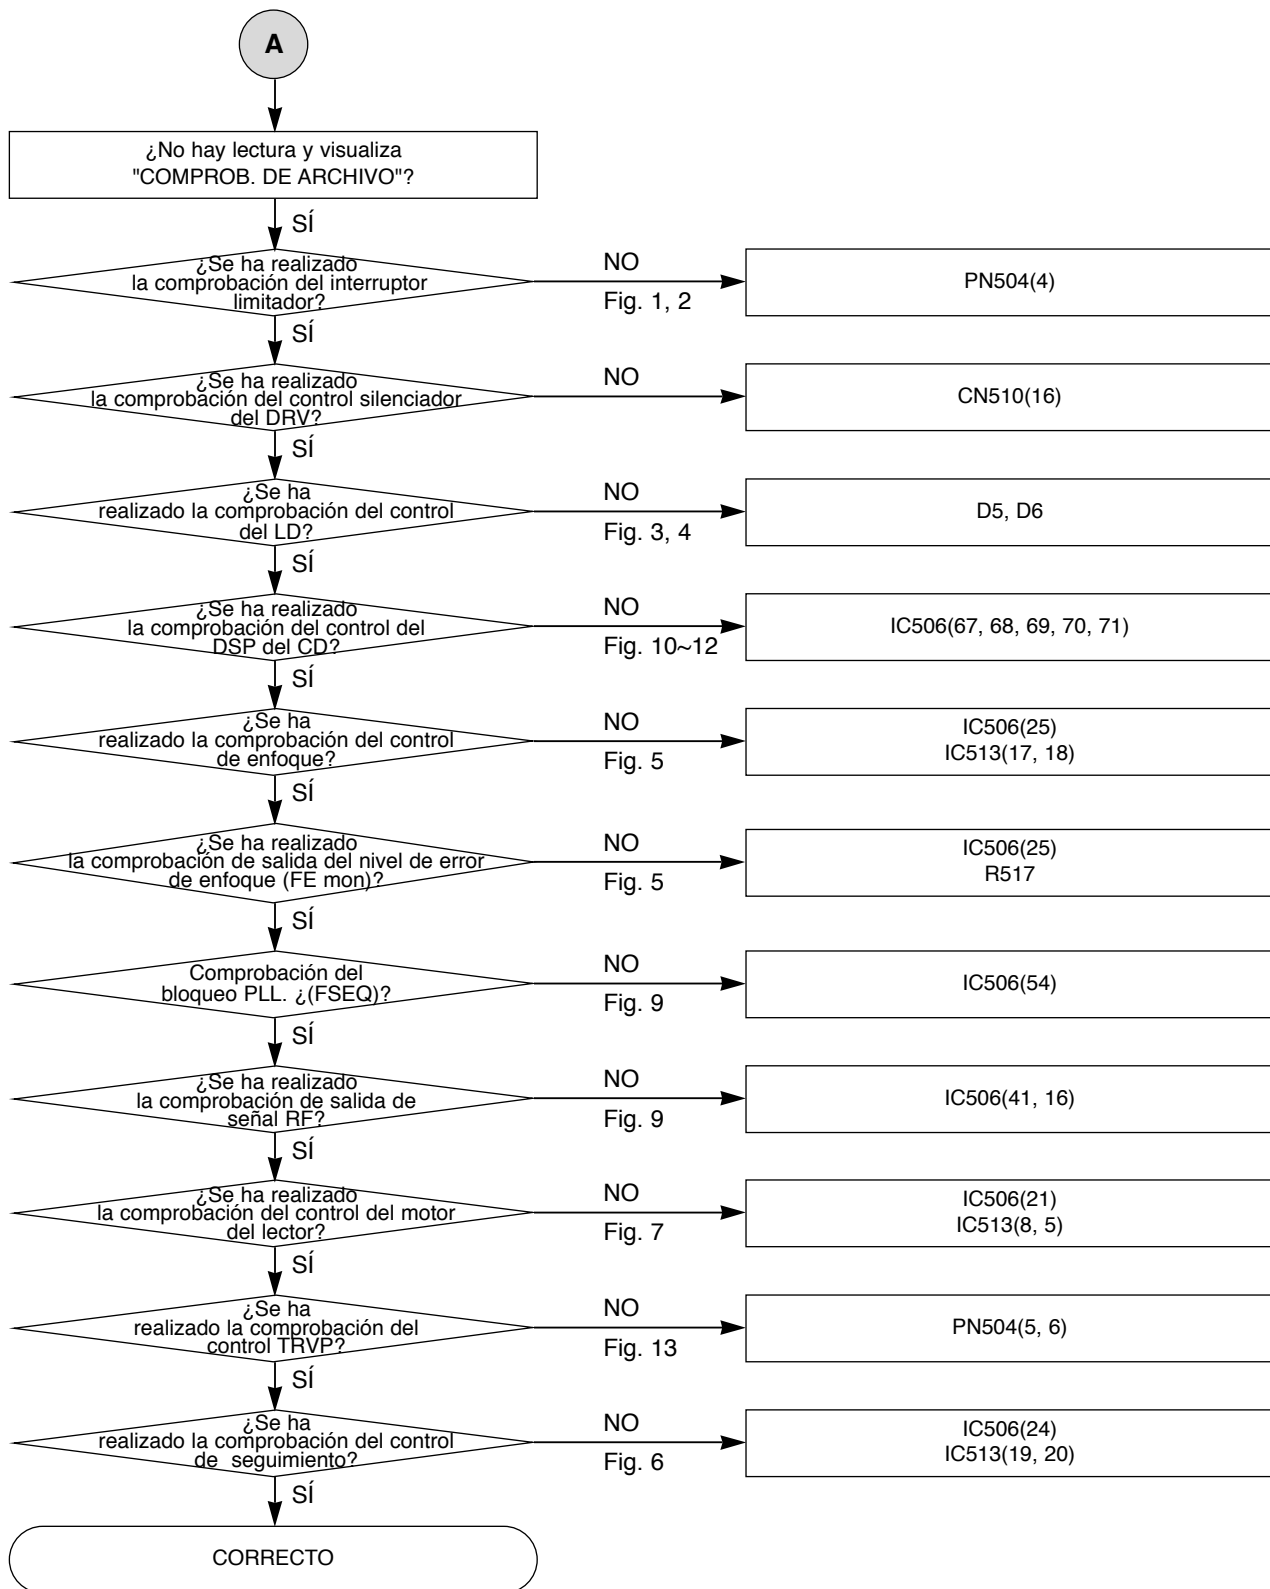 A
¿No hay lectura y visualiza
"COMPROB. DE ARCHIVO"?
SÍ
¿Se ha realizado
la comprobación del interruptor
limitador?
NO
Fig. 1, 2
PN504(4)
SÍ
¿Se ha realizado
la comprobación del control silenciador
del DRV?
NO
CN510(16)
SÍ
¿Se ha
realizado la comprobación del control
del LD?
NO
Fig. 3, 4
D5, D6
SÍ
¿Se ha realizado
la comprobación del control del
DSP del CD?
NO
Fig. 10~12
IC506(67, 68, 69, 70, 71)
SÍ
¿Se ha
realizado la comprobación del control
de enfoque?
NO
Fig. 5
IC506(25)
IC513(17, 18)
SÍ
¿Se ha realizado
la comprobación de salida del nivel de error
de enfoque (FE mon)?
NO
Fig. 5
IC506(25)
R517
SÍ
Comprobación del
bloqueo PLL. ¿(FSEQ)?
NO
Fig. 9
IC506(54)
SÍ
¿Se ha realizado
la comprobación de salida de
señal RF?
NO
Fig. 9
IC506(41, 16)
SÍ
¿Se ha realizado
la comprobación del control del motor
del lector?
NO
Fig. 7
IC506(21)
IC513(8, 5)
SÍ
¿Se ha
realizado la comprobación del
control TRVP?
NO
Fig. 13
PN504(5, 6)
SÍ
¿Se ha
realizado la comprobación del control
de  seguimiento?
NO
Fig. 6
IC506(24)
IC513(19, 20)
SÍ
CORRECTO